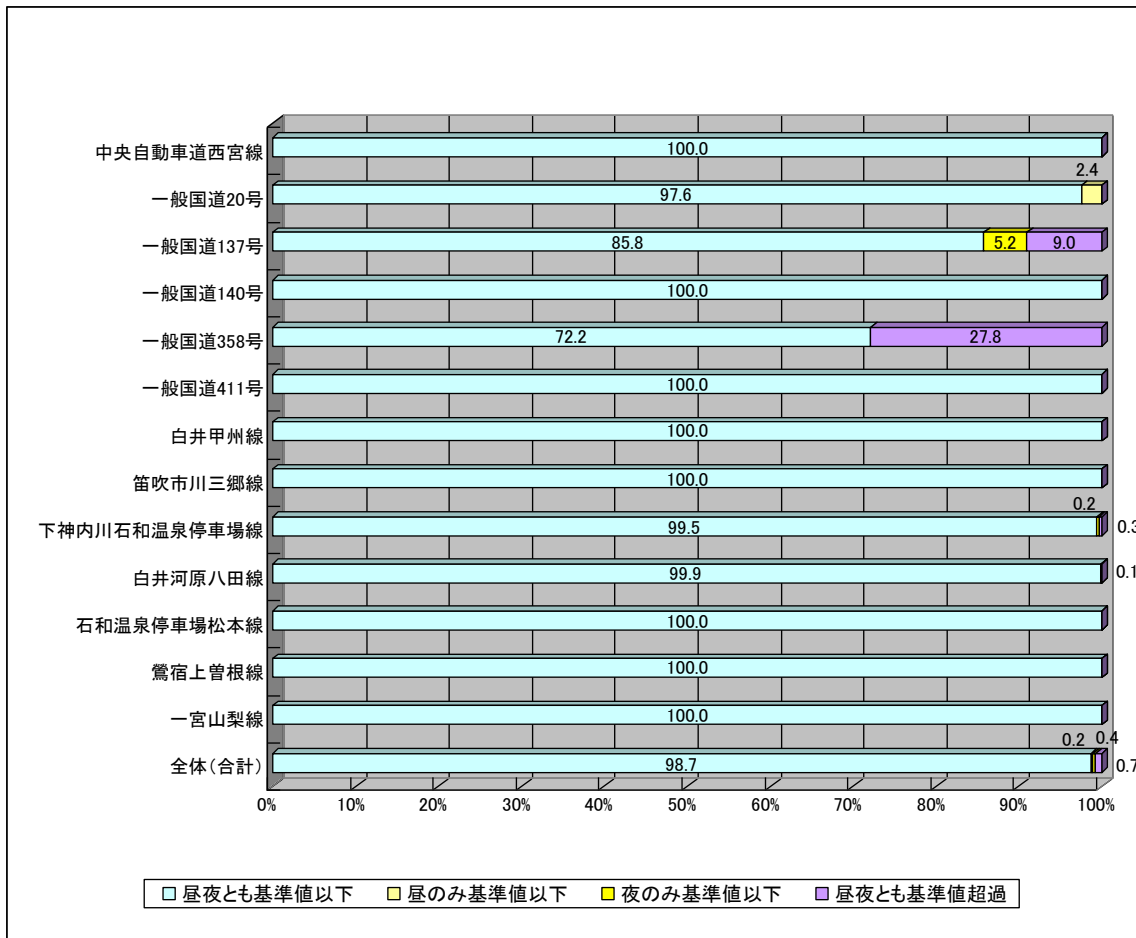 中央自動車道西宮線
100.0
2.4
一般国道20号
97.6
一般国道137号
85.8 5.2 9.0
一般国道140号
100.0
一般国道358号
72.2 27.8
一般国道411号
100.0
白井甲州線
100.0
笛吹市川三郷線
100.0
0.2
下神内川石和温泉停車場線
99.5 0.3
白井河原八田線
99.9 0.1
石和温泉停車場松本線
100.0
鶯宿上曽根線
100.0
一宮山梨線
100.0
0.2 0.4
全体(合計)
98.7 0.7
0% 10% 20% 30% 40% 50% 60% 70% 80% 90% 100%
昼夜とも基準値以下 昼のみ基準値以下 夜のみ基準値以下 昼夜とも基準値超過